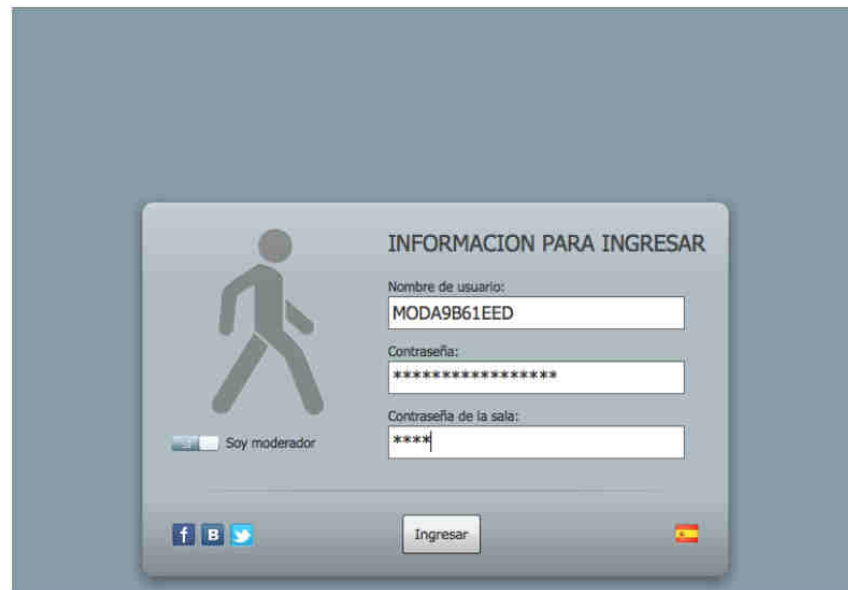 INFORMACION PARA INGRESAR
Nombre de usuario:
MODA9B61EED
Contraseña:
*****************
Contraseña de la sala:
****
Soy moderador
f B
Ingresar